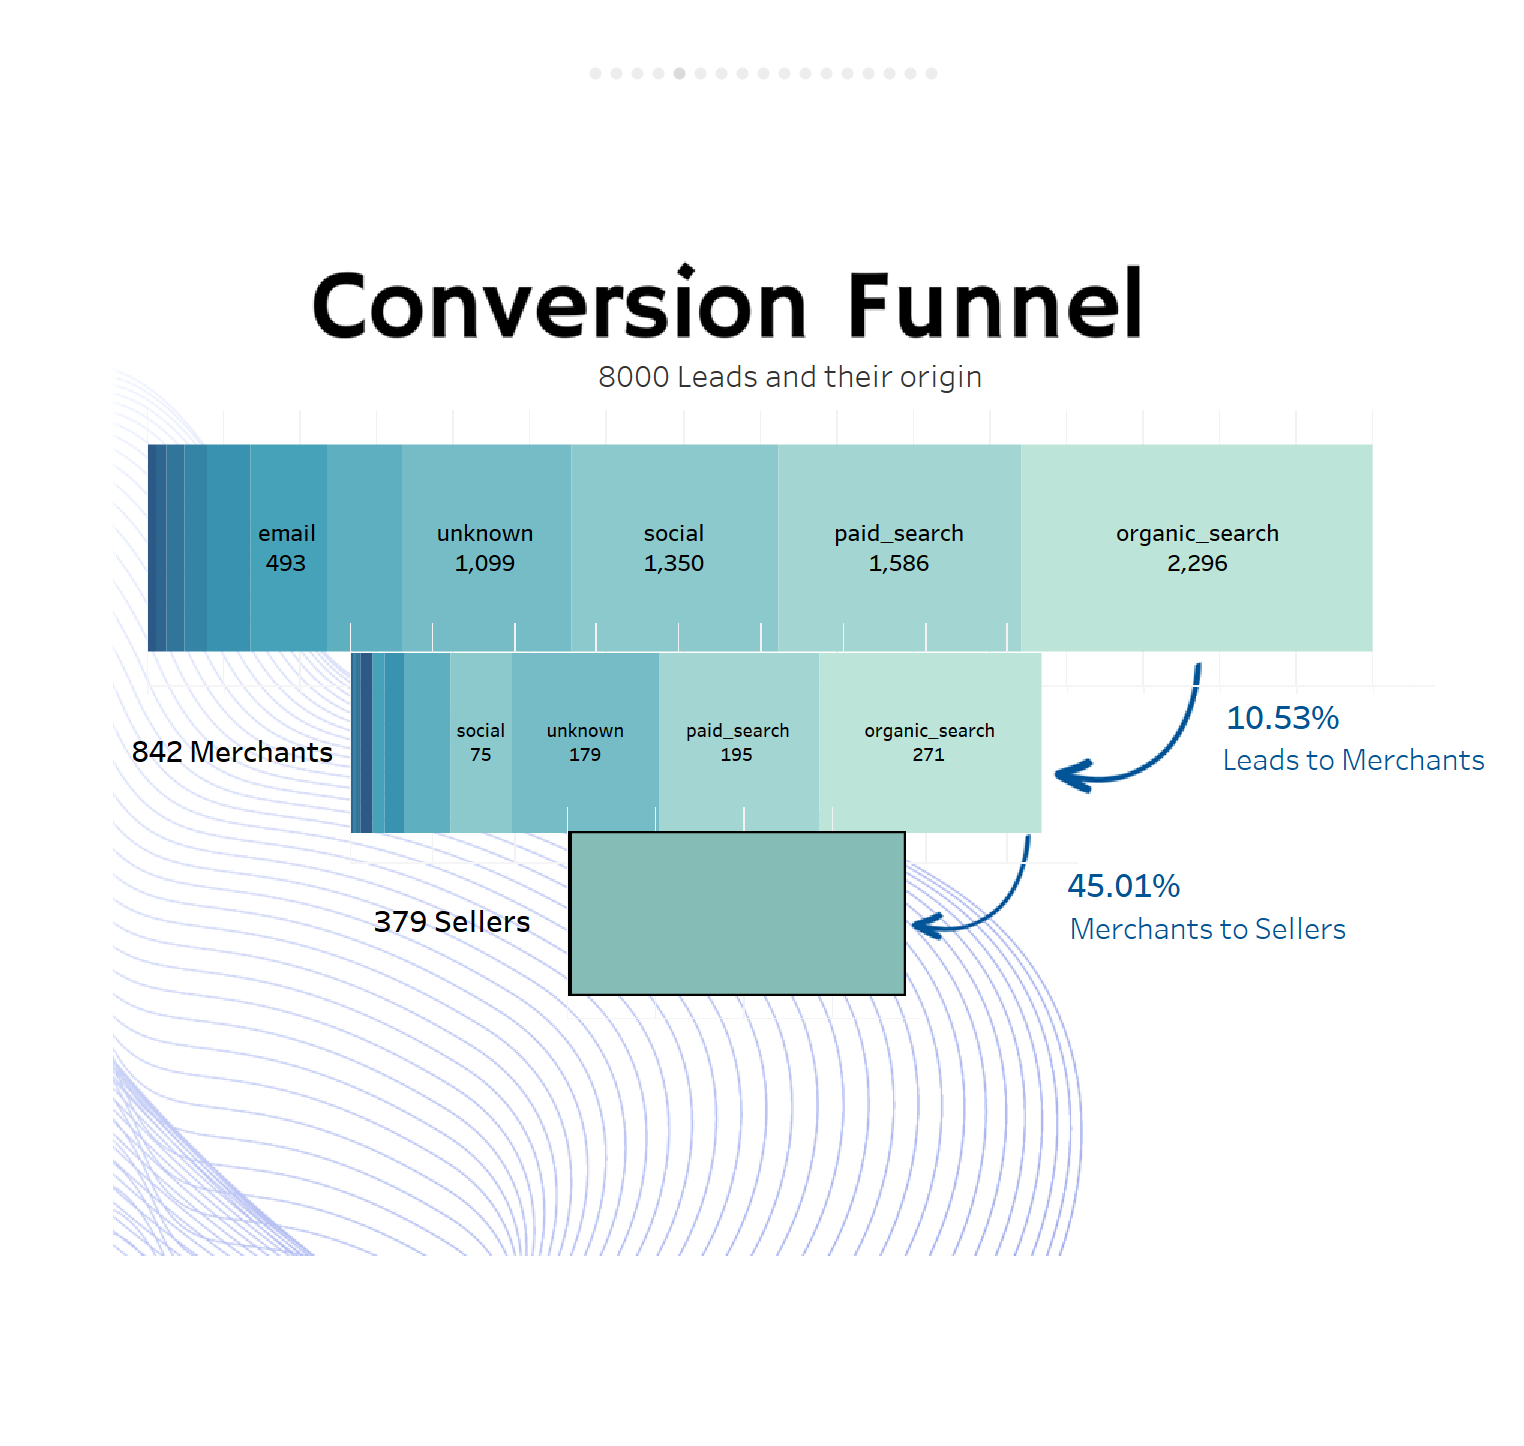 Conversion Funnel
8000 Leads and their origin
email
493
unknown
1,099
social
1,350
paid_search
1,586
organic_search
2,296
842 Merchants
social
75
unknown
179
paid_search
195
organic_search
271
10.53%
Leads to Merchants
379 Sellers
45.01%
Merchants to Sellers